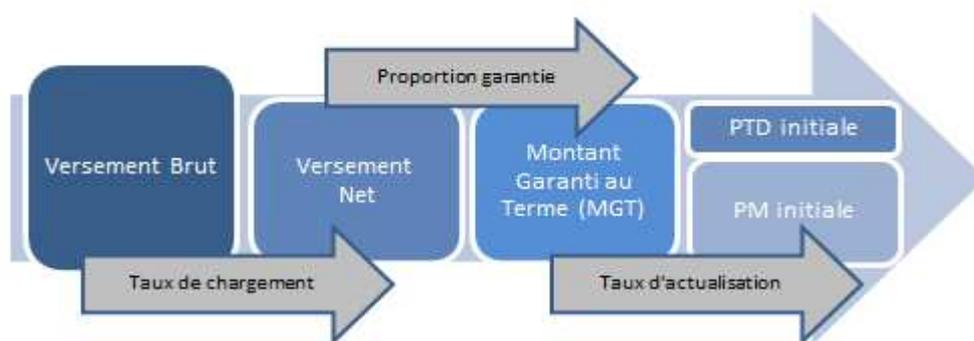 Proportion garantie
Versement Brut
Versement
Net
Montant
Garanti au
Terme (MGT)
PTD initiale
PM initiale
Taux de chargement
Taux d'actualisation